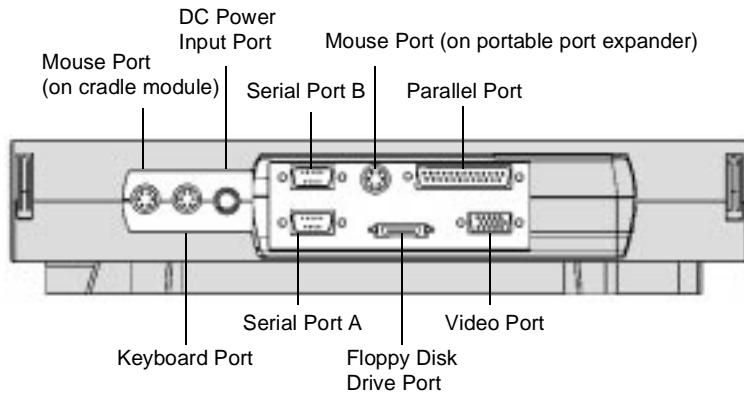 DC Power
Input Port
Mouse Port (on portable port expander)
Mouse Port
(on cradle module)
Serial Port B
Parallel Port
Serial Port A
Video Port
Keyboard Port
Floppy Disk
Drive Port